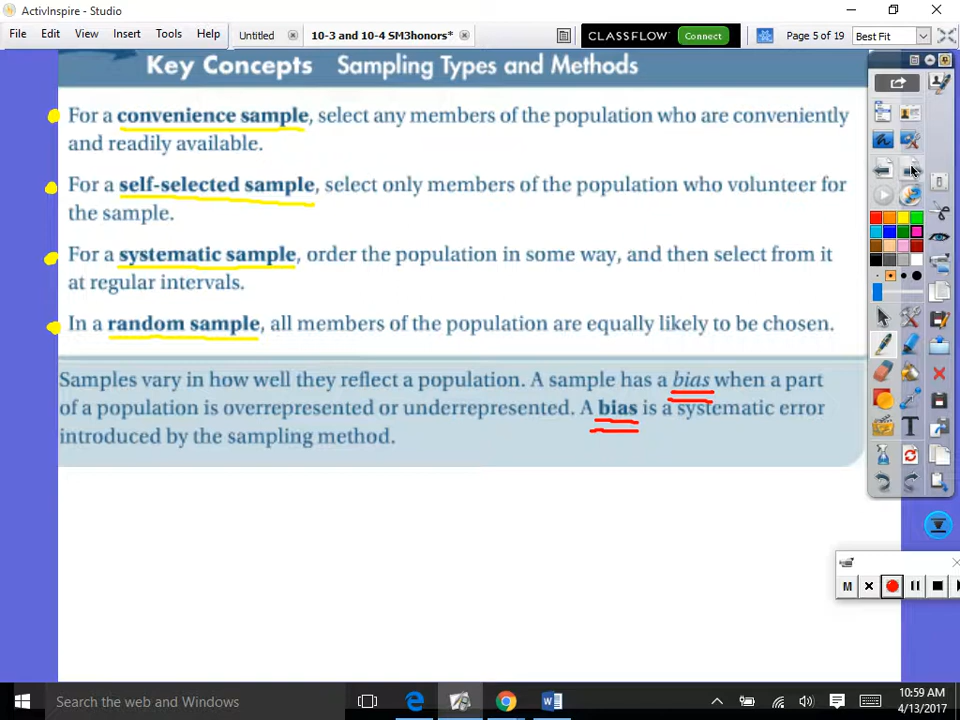 ActivInspire - Studio
File Edit View Insert Tools Help Untitled 10-3 and 10-4 SM3honors* CLASSFLOW Connect Page 5 of 19 Best Fit
Key Concepts Sampling Types and Methods
For a convenience sample, select any members of the population who are conveniently
and readily available.
For a self-selected sample, select only members of the population who volunteer for
the sample.
For a systematic sample, order the population in some way, and then select from it
at regular intervals.
In a random sample, all members of the population are equally likely to be chosen.
Samples vary in how well they reflect a population. A sample has a bias when a part
of a population is overrepresented or underrepresented. A bias is a systematic error
introduced by the sampling method.
M
Search the web and Windows
10:59 AM
4/13/2017